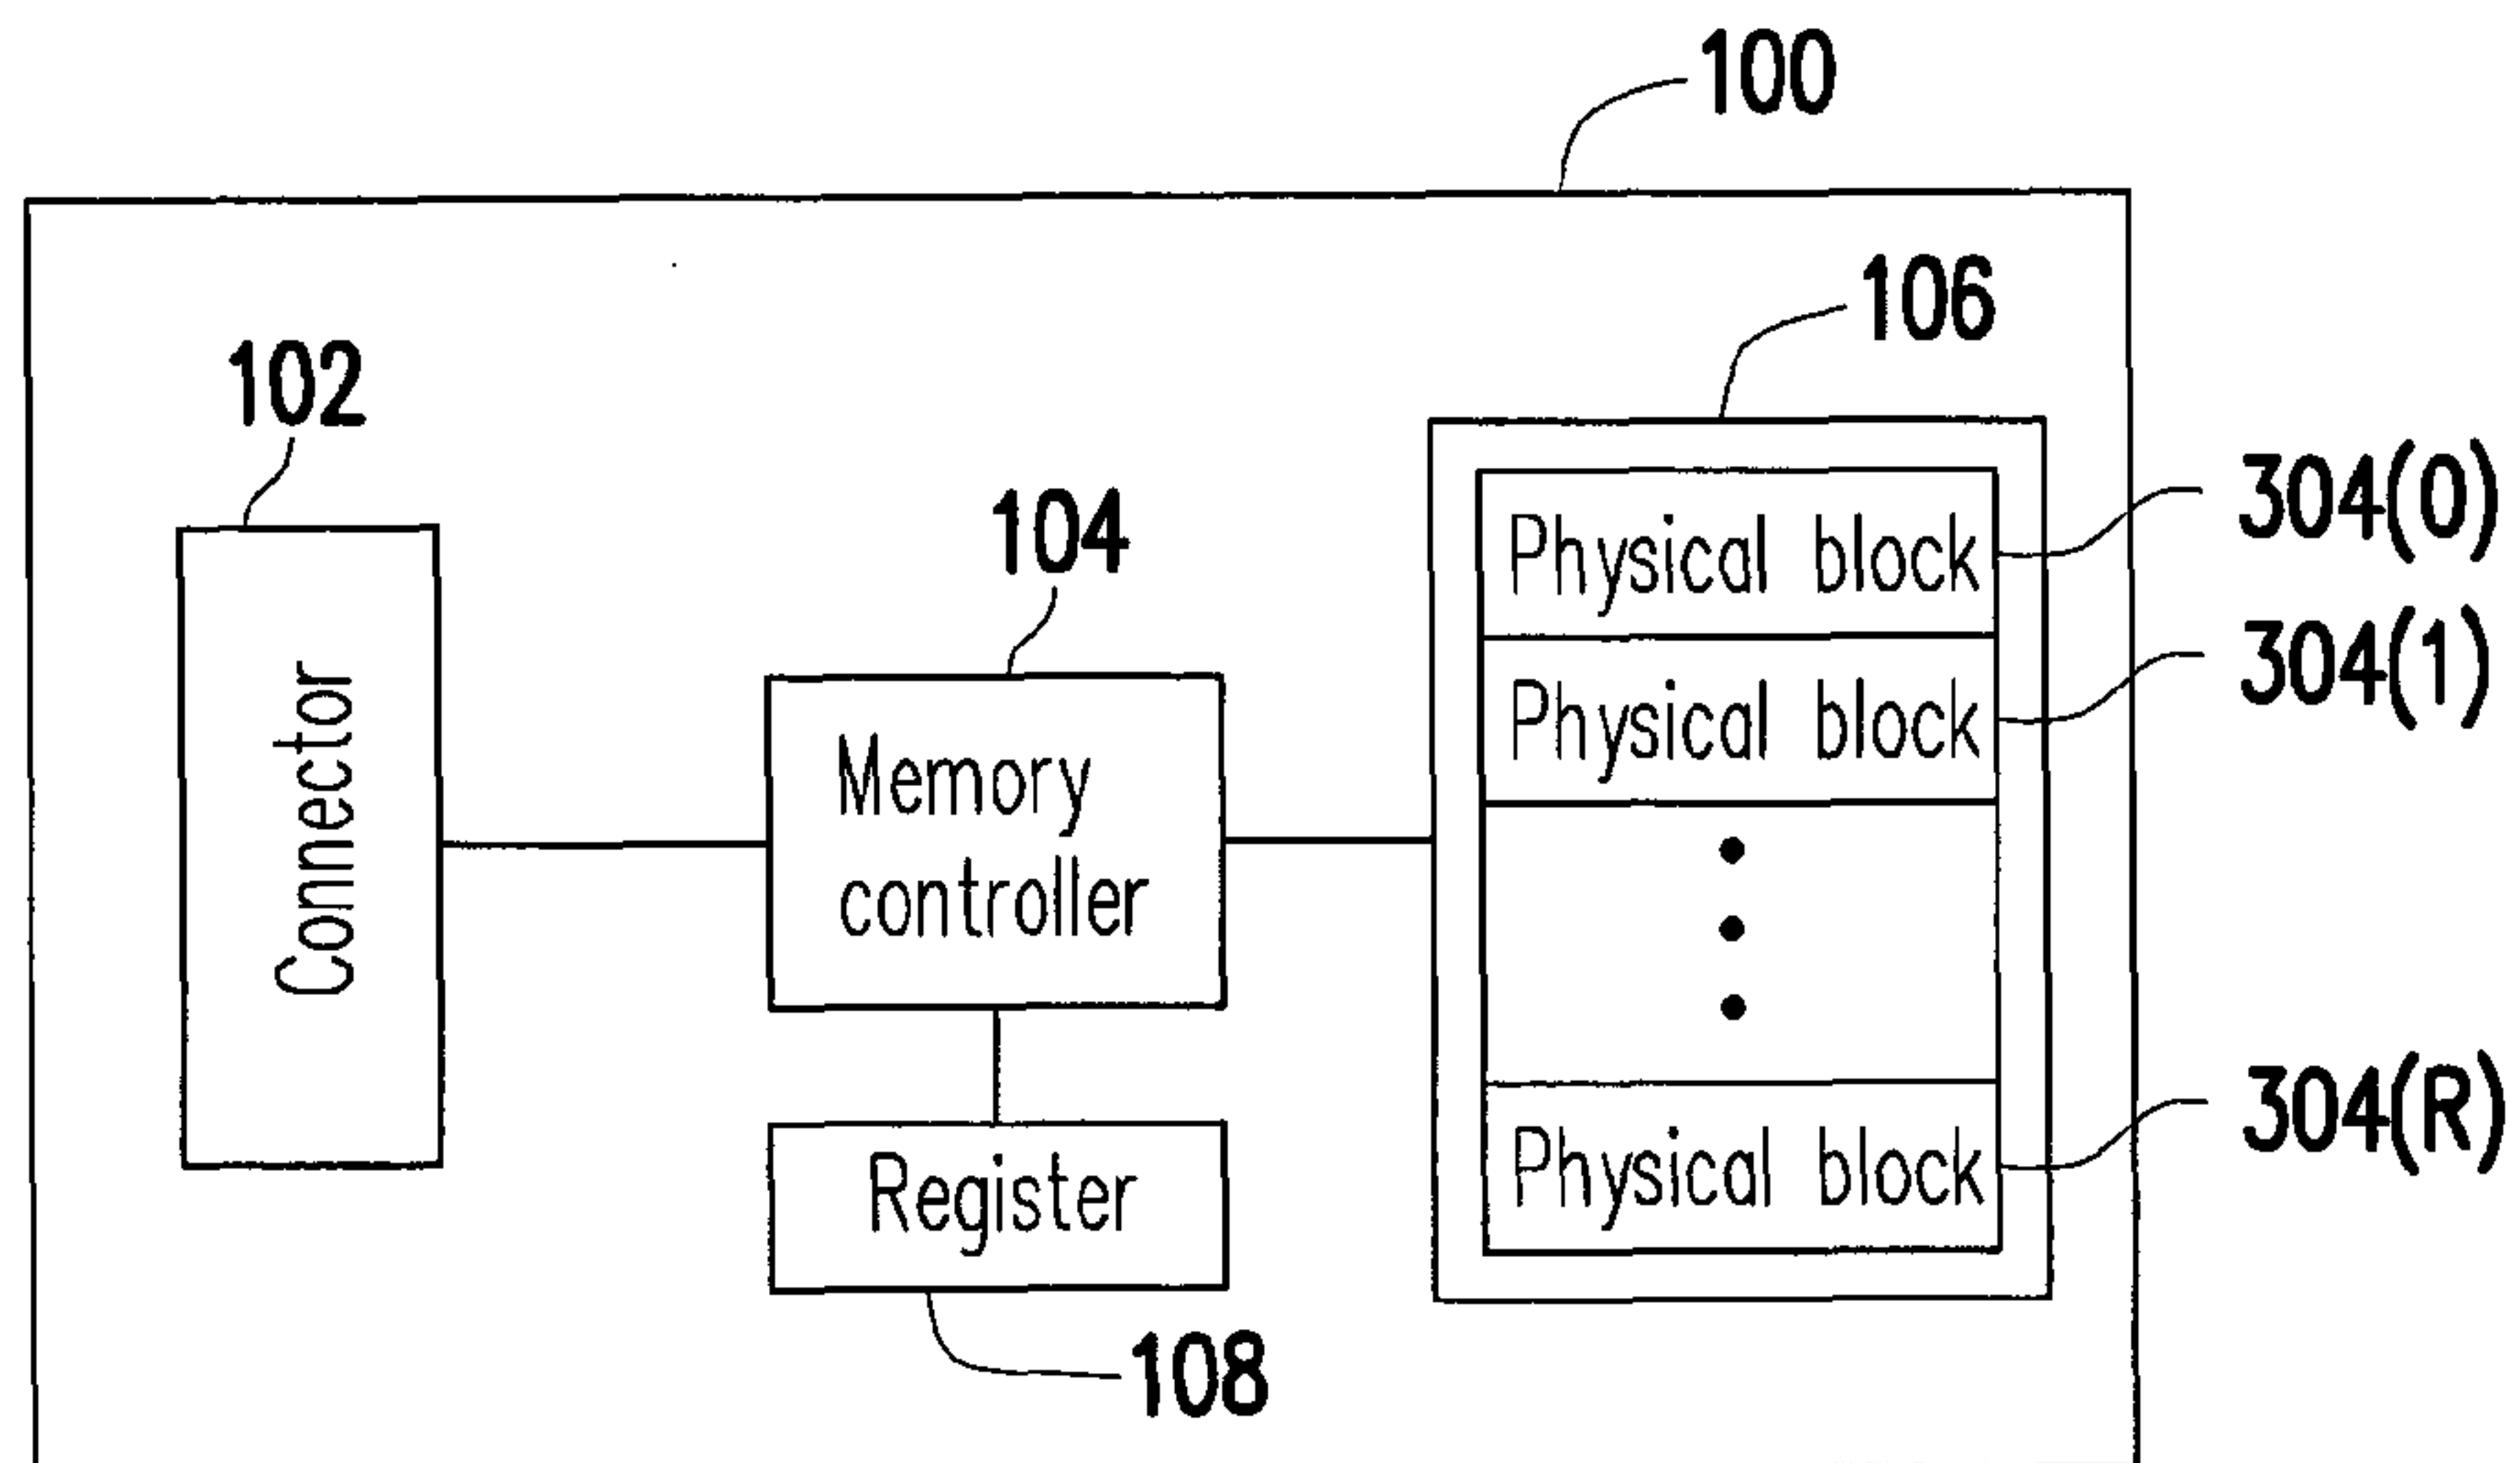 100
106
102
304(0)
104
Physical block
304(1)
Physical block
Connector
Memory
controller
304(R)
Physical block
Register
108